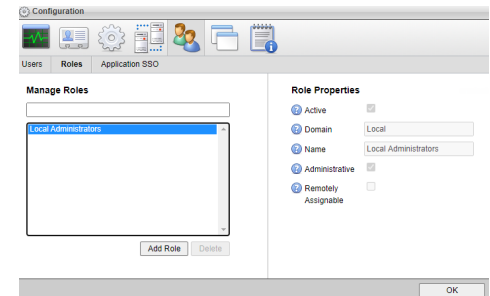 Configuration
Users Roles Application SSO
Manage Roles
Local Administrators
Add Role Delete
Role Properties
Active
Domain Local
Name Local Administrators
Administrative
Remotely
Assignable
OK